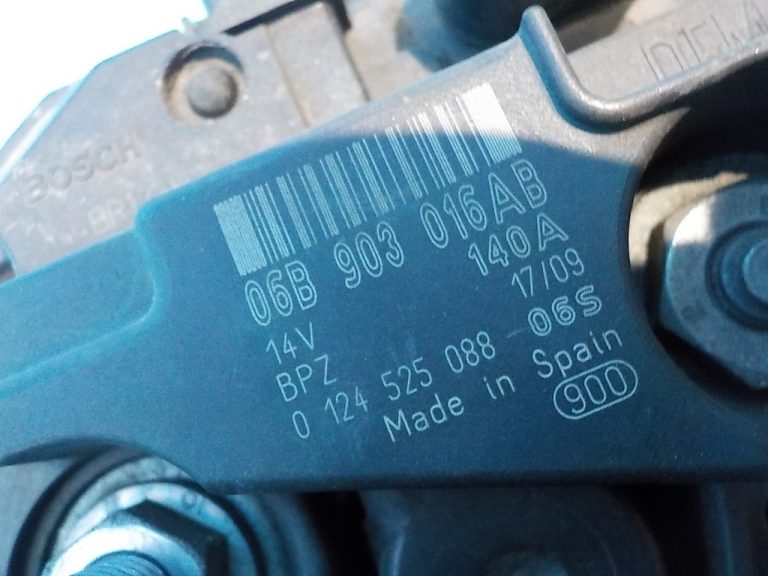 BOSCH
06B 903 016AB
140A
14V 17/09
BPZ
0 124 525 088 - 06S
Made in Spain
900